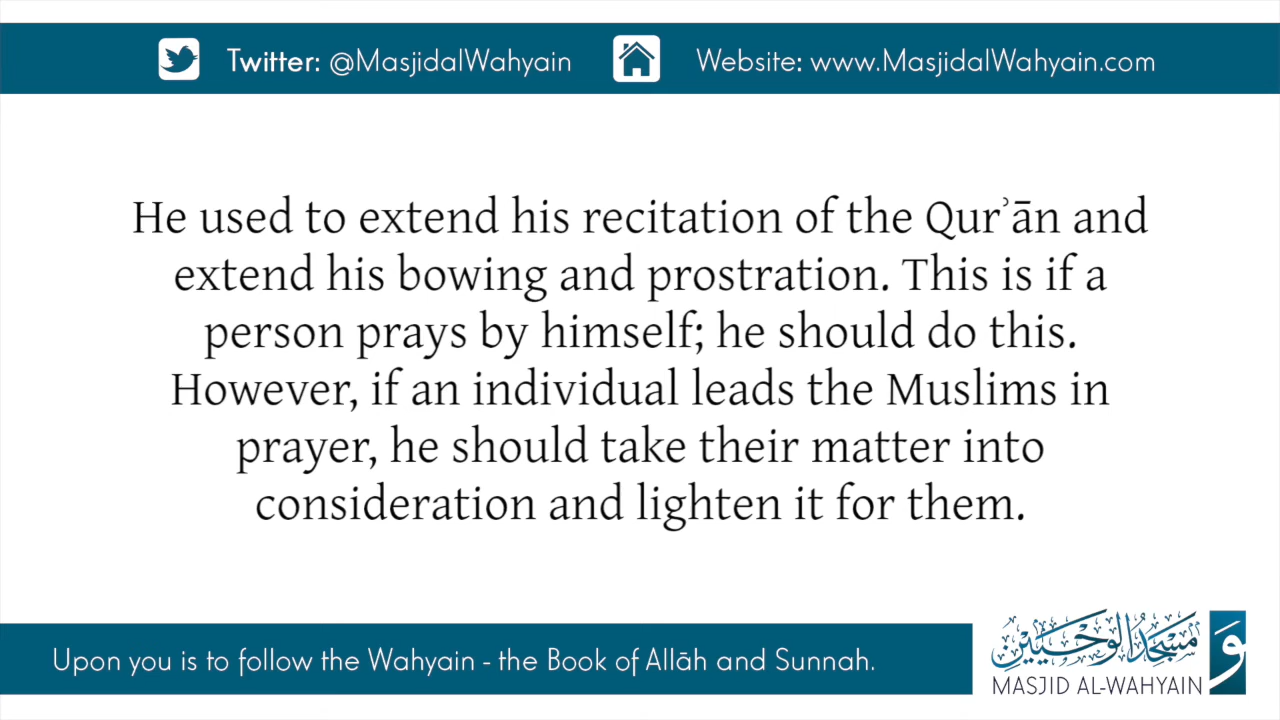 Twitter: @MasjidalWahyain Website: www.MasjidalWahyain.com
He used to extend his recitation of the Qurʾān and
extend his bowing and prostration. This is if a
person prays by himself; he should do this.
However, if an individual leads the Muslims in
prayer, he should take their matter into
consideration and lighten it for them.
Upon you is to follow the Wahyain - the Book of Allāh and Sunnah.
مَسْجِدُ الوَحْيَيْنِ
و
MASJID AL-WAHYAIN